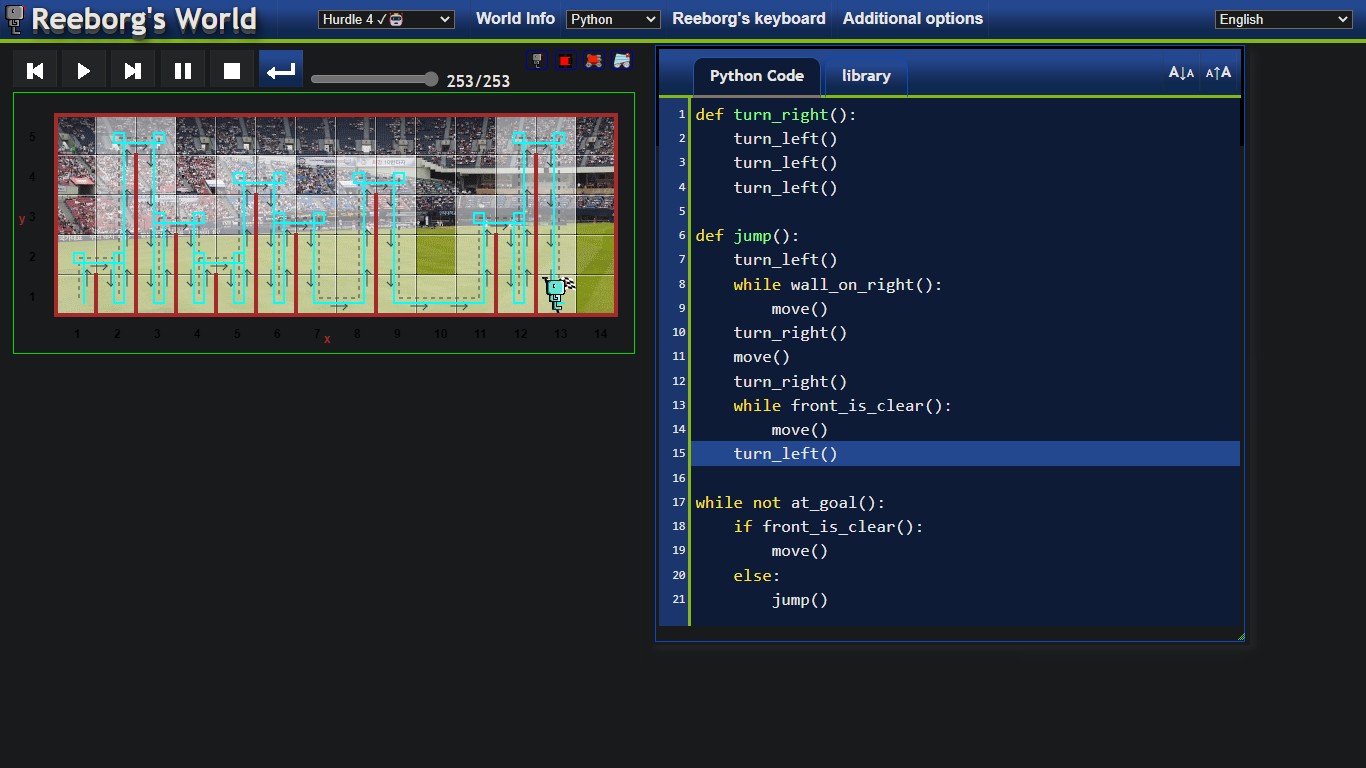 Reeborg's World
Hurdle 4 ✓
World Info
Python
Reeborg's keyboard
Additional options
English
253/253
5
4
y 3
2
1
1 2 3 4 5 6 7 8 9 10 11 12 13 14
x
Python Code
library
A↓A A↑A
1 def turn_right():
2     turn_left()
3     turn_left()
4     turn_left()
5
6 def jump():
7     turn_left()
8     while wall_on_right():
9         move()
10     turn_right()
11     move()
12     turn_right()
13     while front_is_clear():
14         move()
15     turn_left()
16
17 while not at_goal():
18     if front_is_clear():
19         move()
20     else:
21         jump()